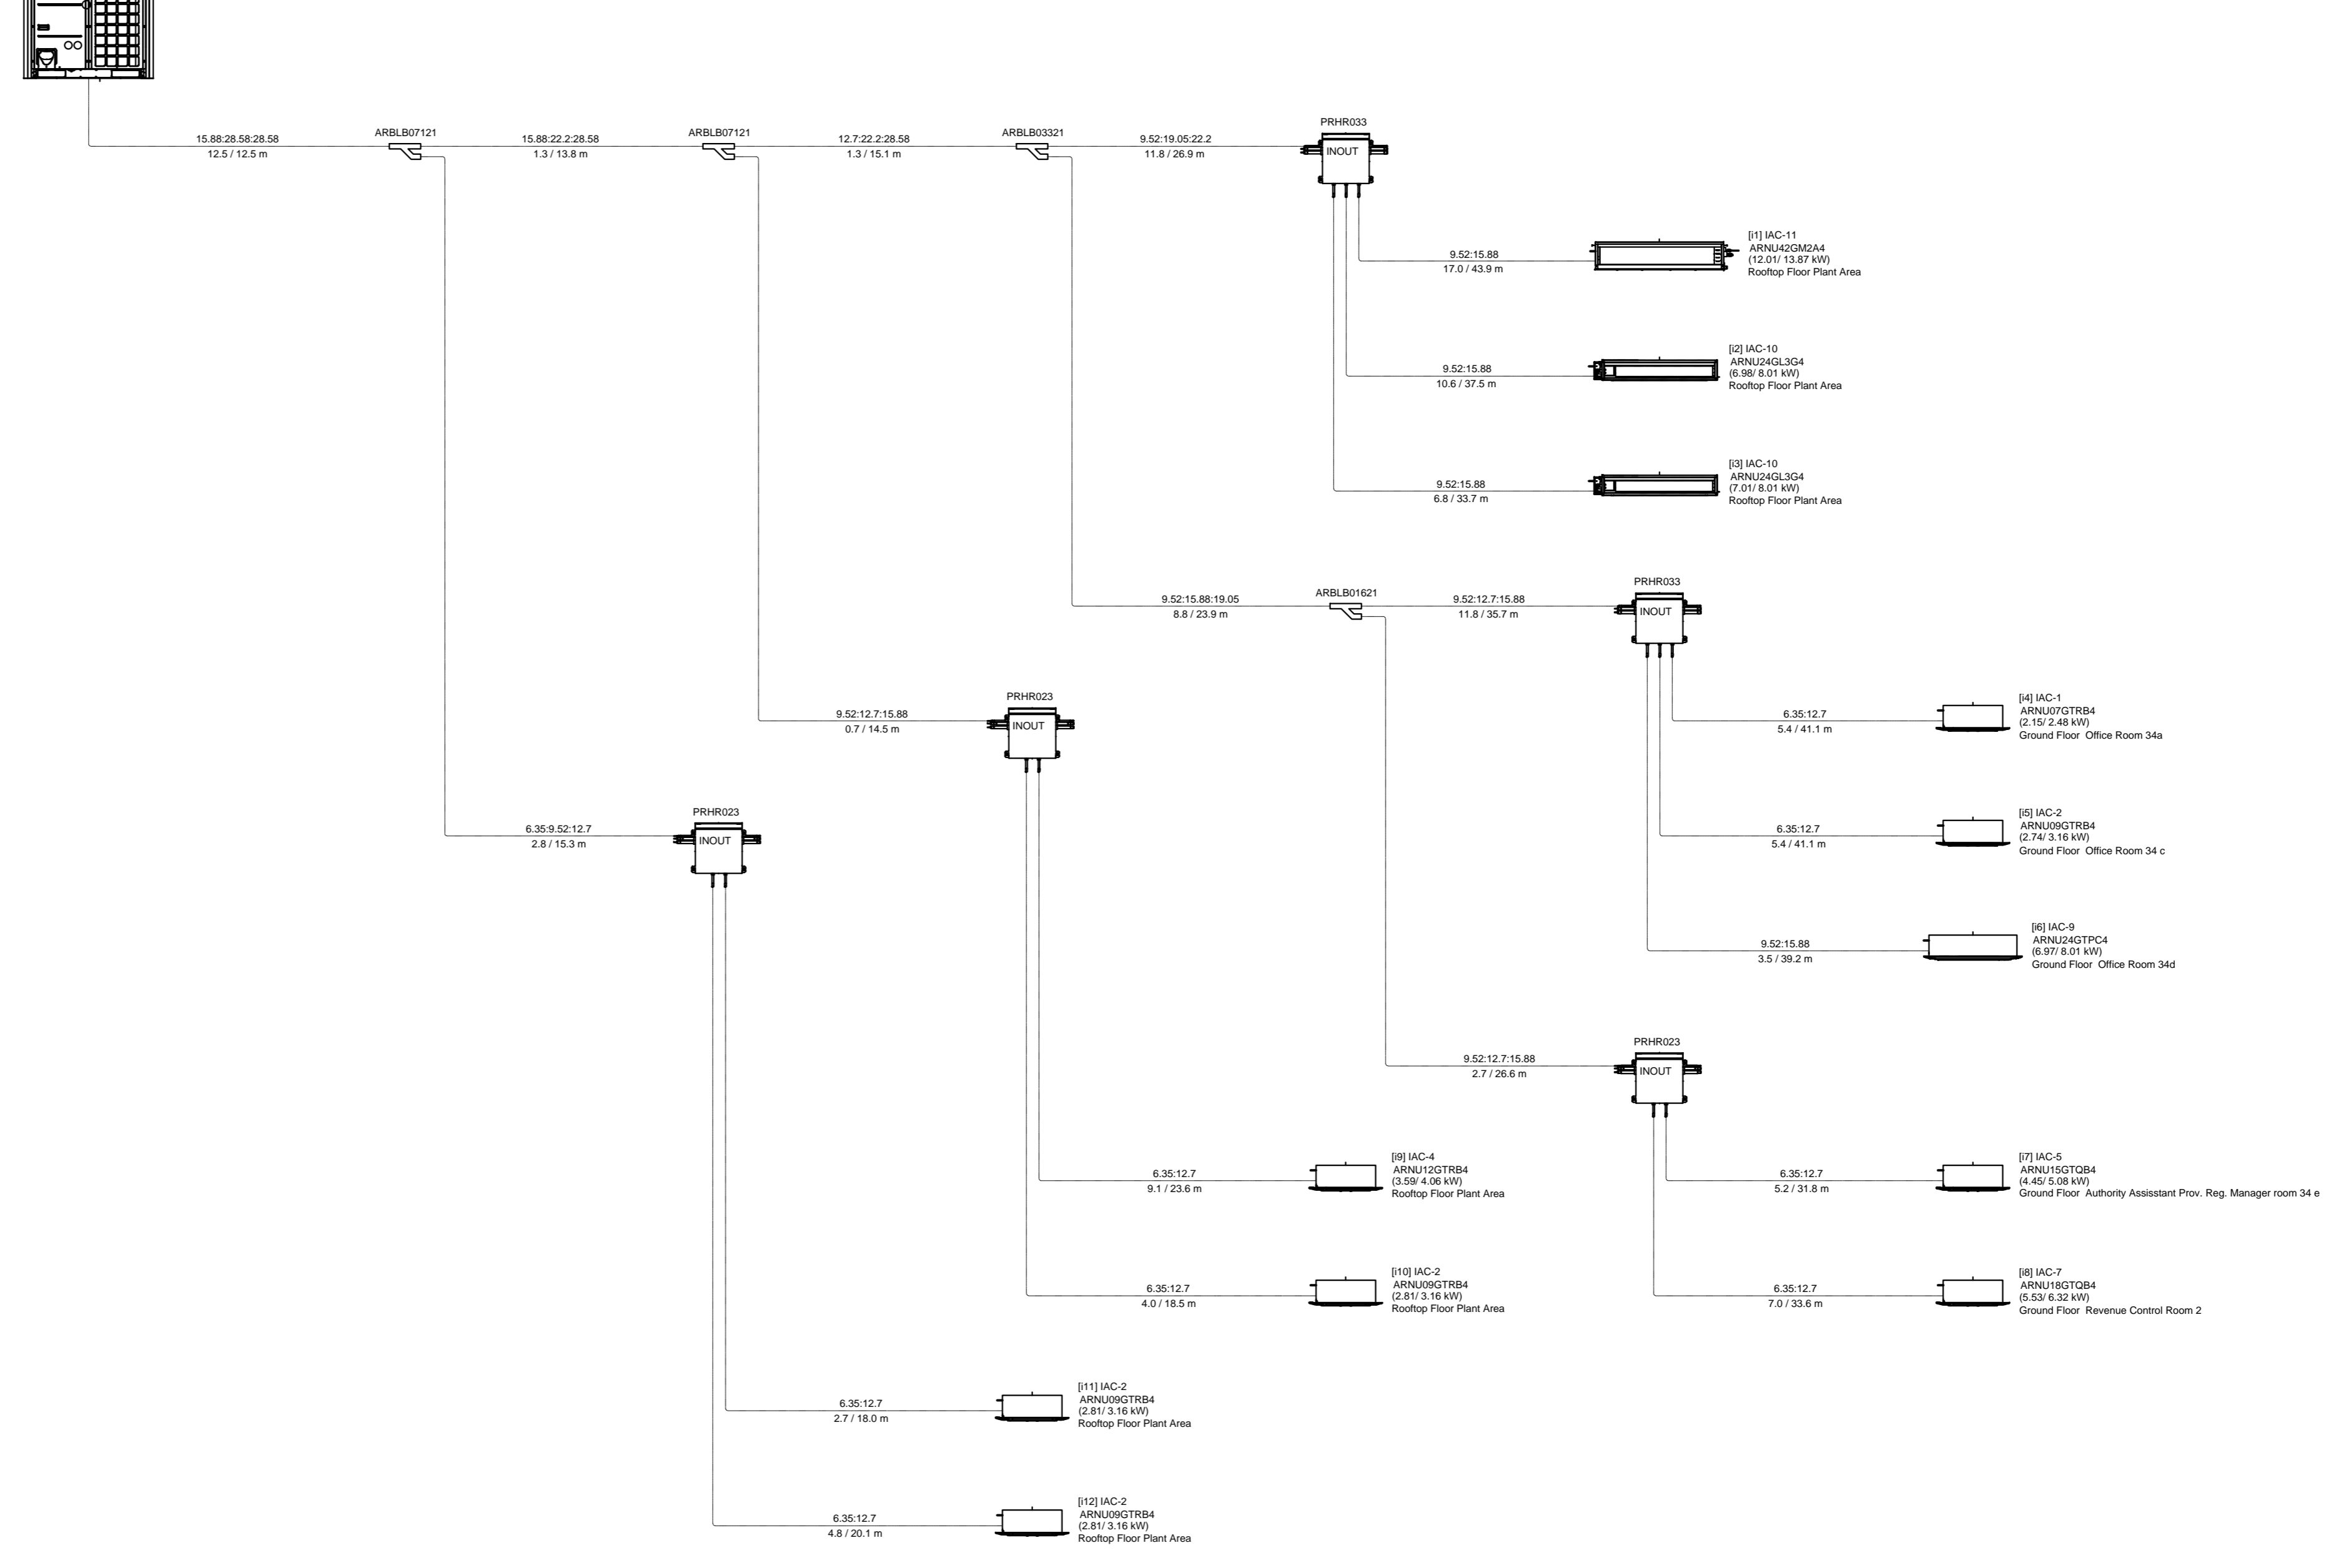 15.88:28.58:28.58
12.5 / 12.5 m
ARBLB07121
15.88:22.2:28.58
1.3 / 13.8 m
ARBLB07121
12.7:22.2:28.58
1.3 / 15.1 m
ARBLB03321
9.52:19.05:22.2
11.8 / 26.9 m
PRHR033
INOUT
9.52:15.88
17.0 / 43.9 m
[i1] IAC-11
ARNU42GM2A4
(12.01/ 13.87 kW)
Rooftop Floor Plant Area
9.52:15.88
10.6 / 37.5 m
[i2] IAC-10
ARNU24GL3G4
(6.98/ 8.01 kW)
Rooftop Floor Plant Area
9.52:15.88
6.8 / 33.7 m
[i3] IAC-10
ARNU24GL3G4
(7.01/ 8.01 kW)
Rooftop Floor Plant Area
9.52:15.88:19.05
8.8 / 23.9 m
ARBLB01621
9.52:12.7:15.88
11.8 / 35.7 m
PRHR033
INOUT
6.35:12.7
5.4 / 41.1 m
[i4] IAC-1
ARNU07GTRB4
(2.15/ 2.48 kW)
Ground Floor  Office Room 34a
6.35:12.7
5.4 / 41.1 m
[i5] IAC-2
ARNU09GTRB4
(2.74/ 3.16 kW)
Ground Floor  Office Room 34 c
9.52:15.88
3.5 / 39.2 m
[i6] IAC-9
ARNU24GTPC4
(6.97/ 8.01 kW)
Ground Floor  Office Room 34d
9.52:12.7:15.88
2.7 / 26.6 m
PRHR023
INOUT
6.35:12.7
5.2 / 31.8 m
[i7] IAC-5
ARNU15GTQB4
(4.45/ 5.08 kW)
Ground Floor  Authority Assisstant Prov. Reg. Manager room 34 e
6.35:12.7
7.0 / 33.6 m
[i8] IAC-7
ARNU18GTQB4
(5.53/ 6.32 kW)
Ground Floor  Revenue Control Room 2
9.52:12.7:15.88
0.7 / 14.5 m
PRHR023
INOUT
6.35:12.7
9.1 / 23.6 m
[i9] IAC-4
ARNU12GTRB4
(3.59/ 4.06 kW)
Rooftop Floor Plant Area
6.35:12.7
4.0 / 18.5 m
[i10] IAC-2
ARNU09GTRB4
(2.81/ 3.16 kW)
Rooftop Floor Plant Area
6.35:9.52:12.7
2.8 / 15.3 m
PRHR023
INOUT
6.35:12.7
2.7 / 18.0 m
[i11] IAC-2
ARNU09GTRB4
(2.81/ 3.16 kW)
Rooftop Floor Plant Area
6.35:12.7
4.8 / 20.1 m
[i12] IAC-2
ARNU09GTRB4
(2.81/ 3.16 kW)
Rooftop Floor Plant Area